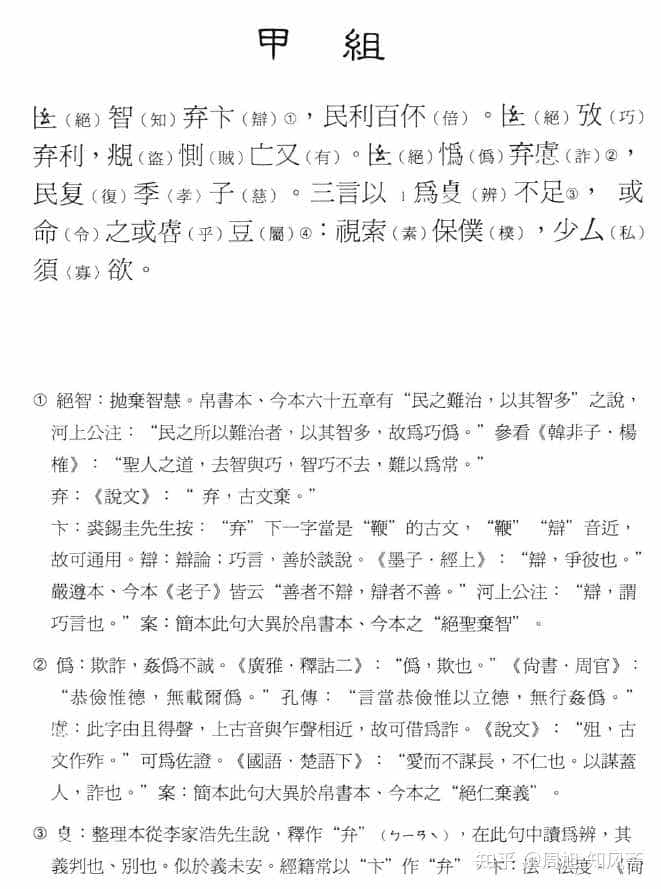 甲 組
𢇍（絕）智（知）弃卞（辯）①，民利百伓（倍）。𢇍（絕）攷（巧）
弃利，覜（盜）惻（賊）亡又（有）。𢇍（絕）憍（僞）弃慮（詐）②，
民复（復）季（孝）子（慈）。三言以 1 爲（辨）不足③， 或
命（令）之或（乎）豆（屬）④：視索（素）保僕（樸），少厶（私）
須〈寡〉欲。
① 絕智：抛棄智慧。帛書本、今本六十五章有“民之難治，以其智多”之說，
河上公注：“民之所以難治者，以其智多，故爲巧僞。”參看《韓非子·楊
榷》：“聖人之道，去智與巧，智巧不去，難以爲常。”
弃：《說文》：“ 弃，古文棄。”
卞：裘錫圭先生按：“弃”下一字當是“鞭”的古文，“鞭” “辯”音近，
故可通用。辯：辯論；巧言，善於談說。《墨子·經上》：“辯，爭彼也。”
嚴遵本、今本《老子》皆云“善者不辯，辯者不善。”河上公注：“辯，謂
巧言也。”案：簡本此句大異於帛書本、今本之“絕聖棄智” 。
② 僞：欺詐，姦僞不誠。《廣雅·釋詁二》：“僞，欺也。”《尚書·周官》：
“恭儉惟德，無載爾僞。”孔傳：“言當恭儉惟以立德，無行姦僞。”
：此字由且得聲，上古音與乍聲相近，故可借爲詐。《說文》：“殂，古
文作殅。”可爲佐證。《國語·楚語下》：“愛而不謀長，不仁也。以謀蓋
人，詐也。”案：簡本此句大異於帛書本、今本之“絕仁棄義” 。
③ ：整理本從李家浩先生說，釋作“弁”（ㄅㄧㄢˋ），在此句中讀爲辨，其
義判也、別也。似於義未安。經籍常以“卞”作“弁” 卞：法 法度。《尚
知乎